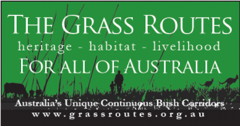 THE GRASS ROUTES
heritage - habitat - livelihood
FOR ALL OF AUSTRALIA
Australia's Unique Continuous Bush Corridors
www.grassroutes.org.au